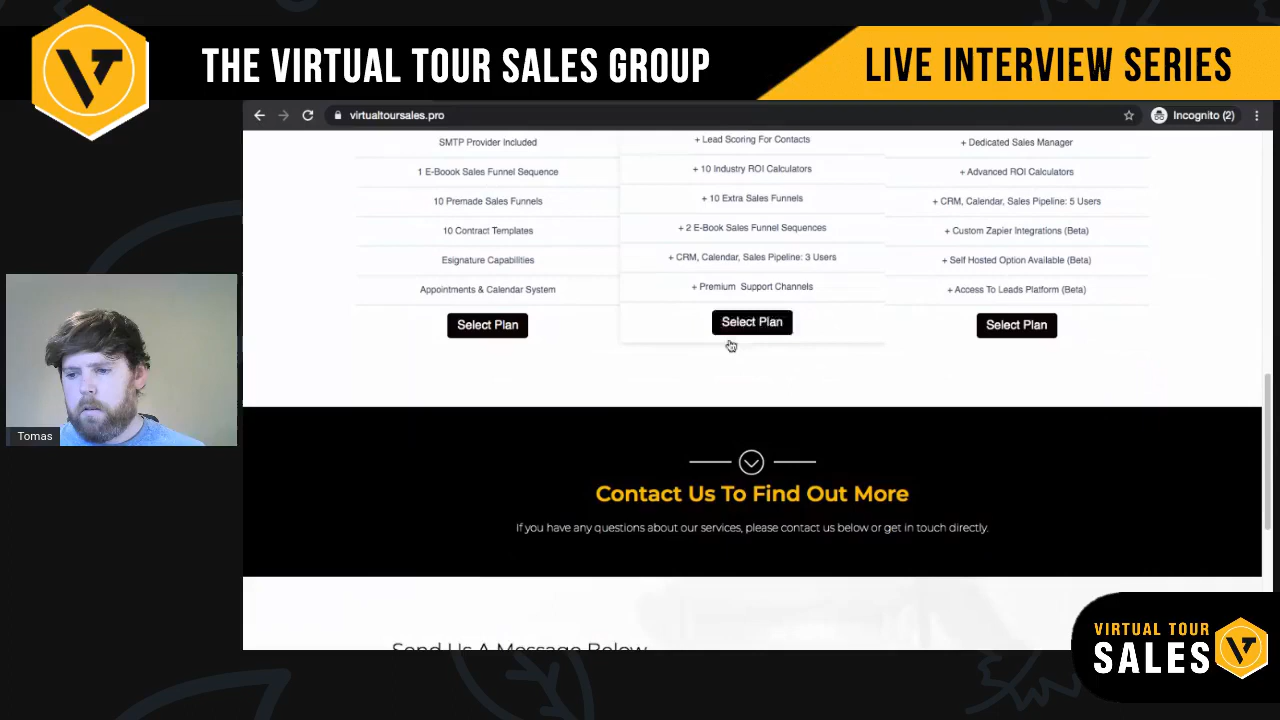 THE VIRTUAL TOUR SALES GROUP
LIVE INTERVIEW SERIES
virtualtoursales.pro
Incognito (2)
SMTP Provider Included
1 E-Boook Sales Funnel Sequence
10 Premade Sales Funnels
10 Contract Templates
Esignature Capabilities
Appointments & Calendar System
Select Plan
+ Lead Scoring For Contacts
+ 10 Industry ROI Calculators
+ 10 Extra Sales Funnels
+ 2 E-Book Sales Funnel Sequences
+ CRM, Calendar, Sales Pipeline: 3 Users
+ Premium Support Channels
Select Plan
+ Dedicated Sales Manager
+ Advanced ROI Calculators
+ CRM, Calendar, Sales Pipeline: 5 Users
+ Custom Zapier Integrations (Beta)
+ Self Hosted Option Available (Beta)
+ Access To Leads Platform (Beta)
Select Plan
Tomas
Contact Us To Find Out More
If you have any questions about our services, please contact us below or get in touch directly.
Send Us A Message Below
VIRTUAL TOUR
SALES